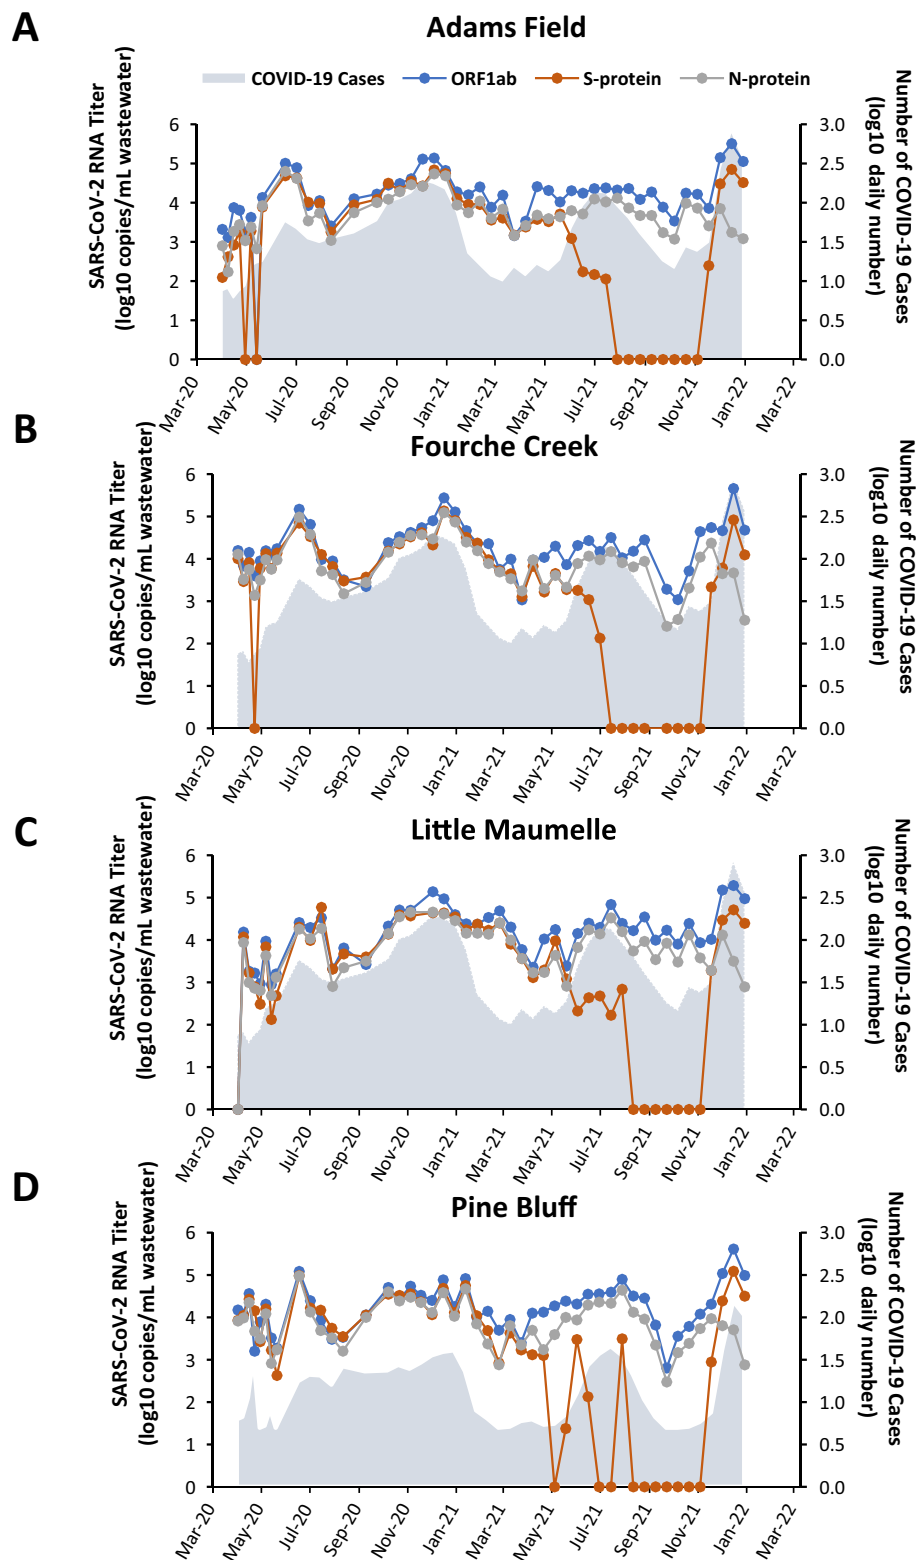 A
Adams Field
COVID-19 Cases ORF1ab S-protein N-protein
SARS-CoV-2 RNA Titer
(log10 copies/mL wastewater)
6
5
4
3
2
1
0
3.0
2.5
2.0
1.5
1.0
0.5
0.0
Number of COVID-19 Cases
(log10 daily number)
Mar-20 May-20 Jul-20 Sep-20 Nov-20 Jan-21 Mar-21 May-21 Jul-21 Sep-21 Nov-21 Jan-22 Mar-22
B
Fourche Creek
SARS-CoV-2 RNA Titer
(log10 copies/mL wastewater)
6
5
4
3
2
1
0
3.0
2.5
2.0
1.5
1.0
0.5
0.0
Number of COVID-19 Cases
(log10 daily number)
Mar-20 May-20 Jul-20 Sep-20 Nov-20 Jan-21 Mar-21 May-21 Jul-21 Sep-21 Nov-21 Jan-22 Mar-22
C
Little Maumelle
SARS-CoV-2 RNA Titer
(log10 copies/mL wastewater)
6
5
4
3
2
1
0
3.0
2.5
2.0
1.5
1.0
0.5
0.0
Number of COVID-19 Cases
(log10 daily number)
Mar-20 May-20 Jul-20 Sep-20 Nov-20 Jan-21 Mar-21 May-21 Jul-21 Sep-21 Nov-21 Jan-22 Mar-22
D
Pine Bluff
SARS-CoV-2 RNA Titer
(log10 copies/mL wastewater)
6
5
4
3
2
1
0
3.0
2.5
2.0
1.5
1.0
0.5
0.0
Number of COVID-19 Cases
(log10 daily number)
Mar-20 May-20 Jul-20 Sep-20 Nov-20 Jan-21 Mar-21 May-21 Jul-21 Sep-21 Nov-21 Jan-22 Mar-22